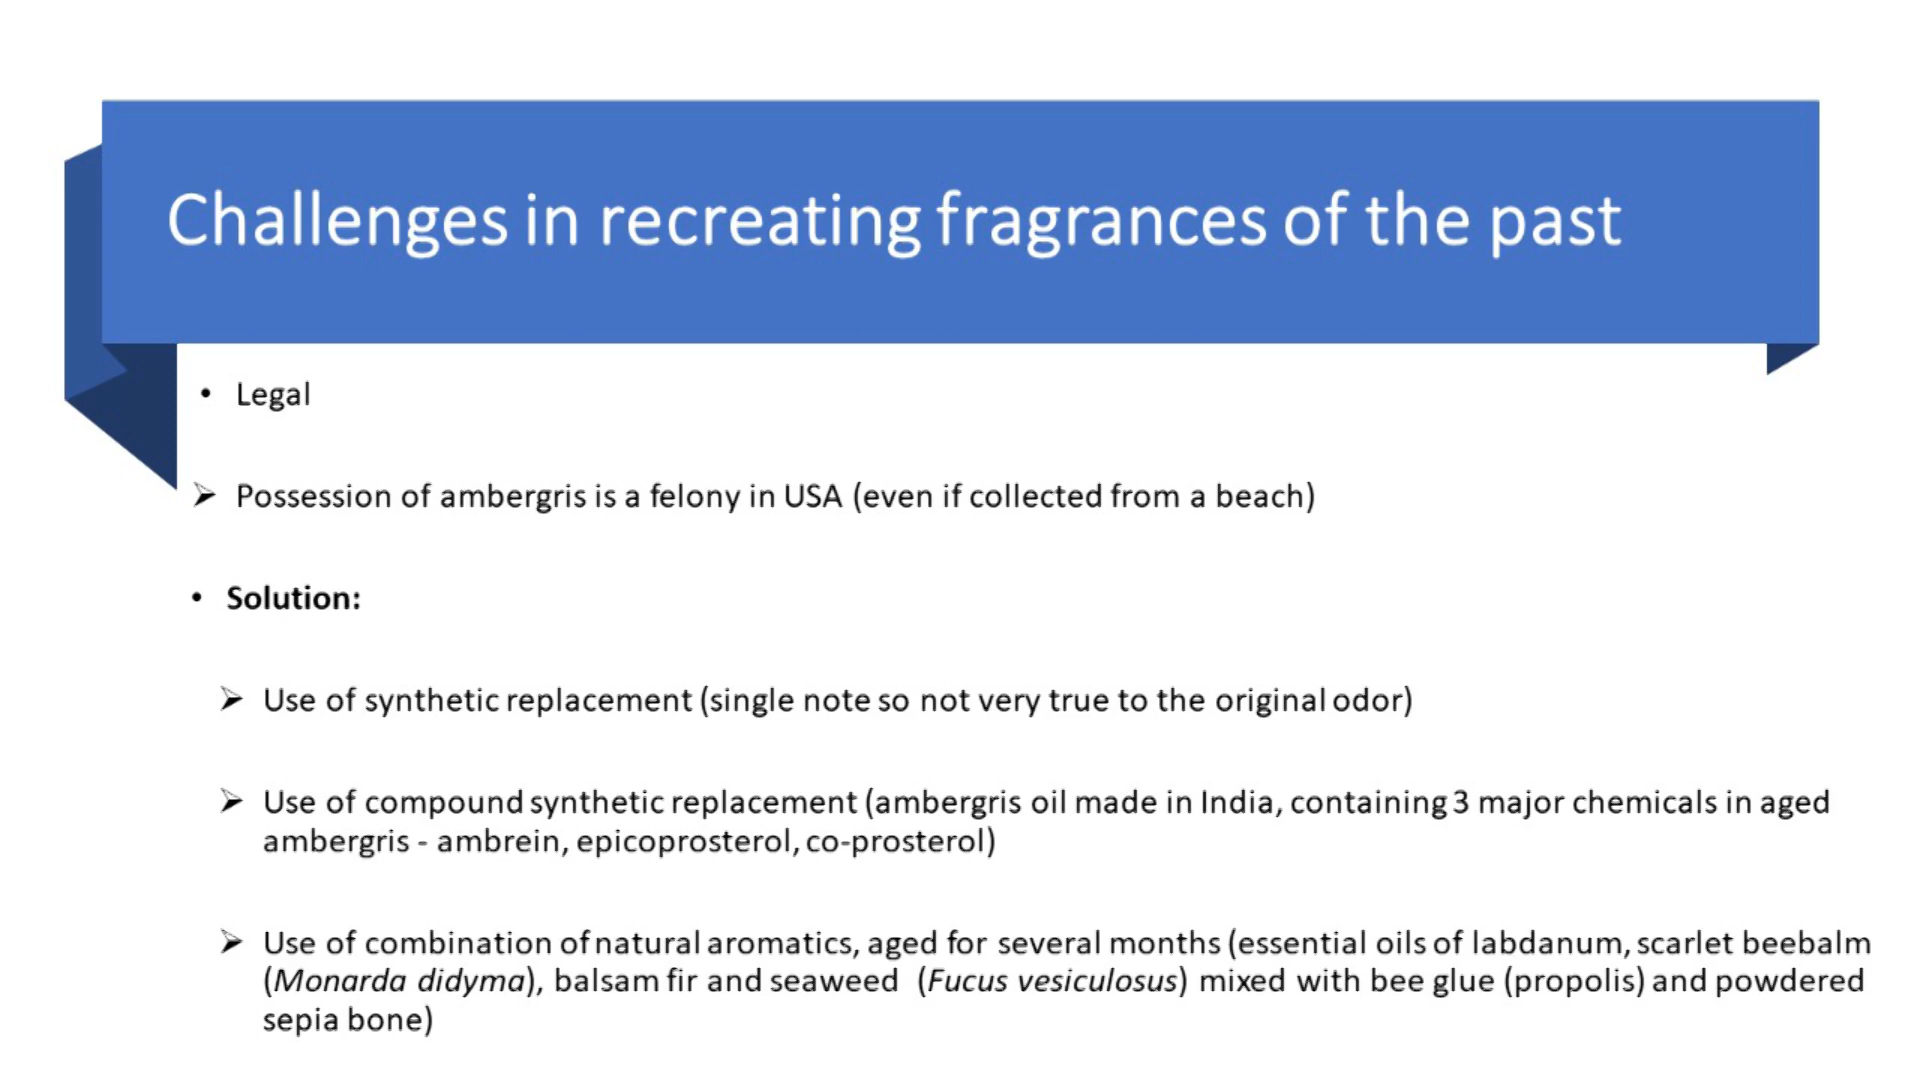 Challenges in recreating fragrances of the past
• Legal
➢ Possession of ambergris is a felony in USA (even if collected from a beach)
• Solution:
➢ Use of synthetic replacement (single note so not very true to the original odor)
➢ Use of compound synthetic replacement (ambergris oil made in India, containing 3 major chemicals in aged
ambergris - ambrein, epicoprosterol, co-prosterol)
➢ Use of combination of natural aromatics, aged for several months (essential oils of labdanum, scarlet beebalm
(Monarda didyma), balsam fir and seaweed (Fucus vesiculosus) mixed with bee glue (propolis) and powdered
sepia bone)